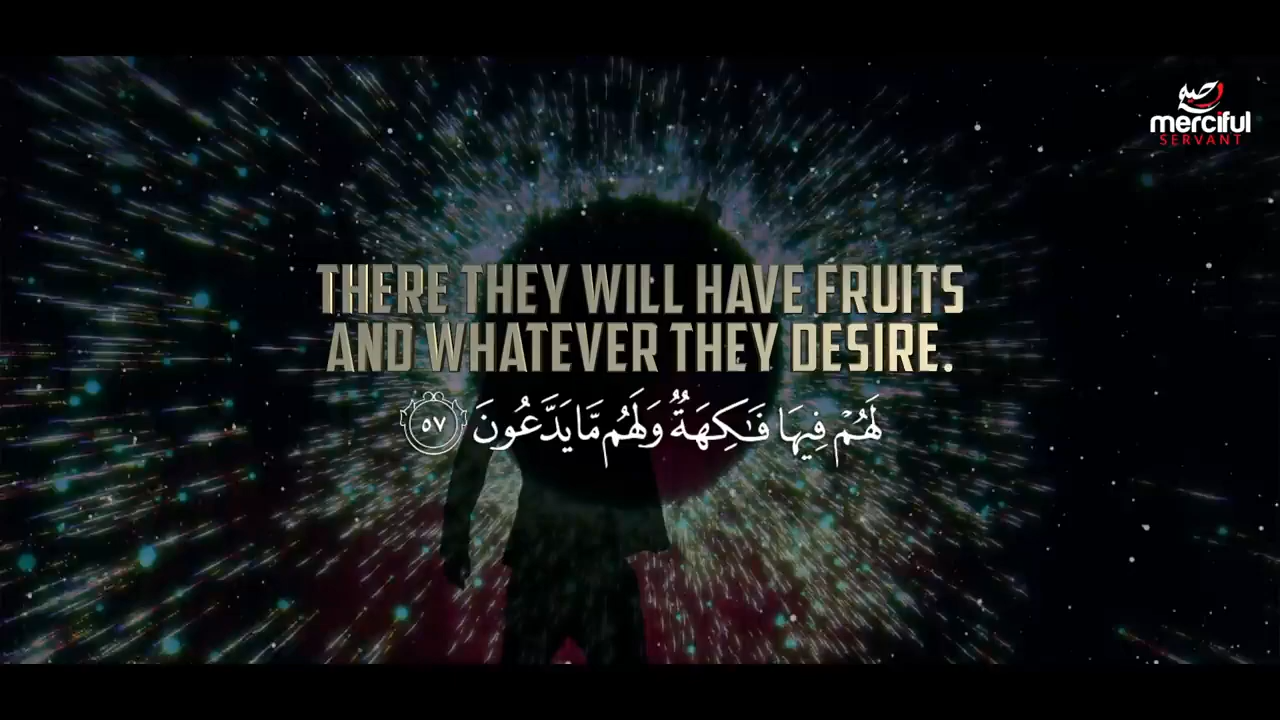 merciful
SERVANT
THERE THEY WILL HAVE FRUITS
AND WHATEVER THEY DESIRE.
لَهُمْ فِيهَا فَـٰكِهَةٌ وَلَهُم مَّا يَدَّعُونَ ٥٧